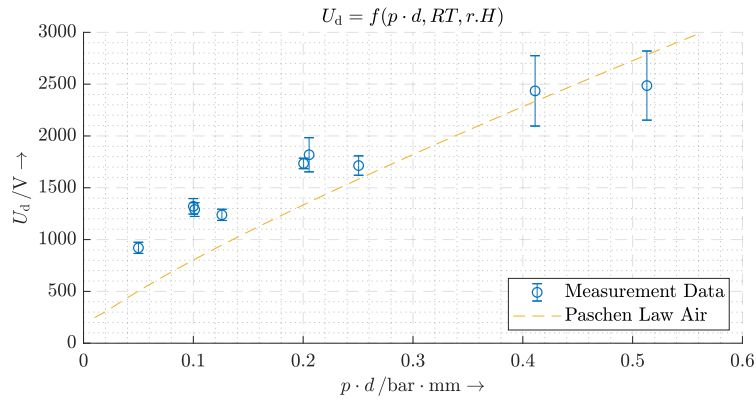 U_d = f(p · d, RT, r.H)
3000
2500
2000
1500
1000
500
0
U_d /V →
0 0.1 0.2 0.3 0.4 0.5 0.6
p · d /bar · mm →
Measurement Data
Paschen Law Air